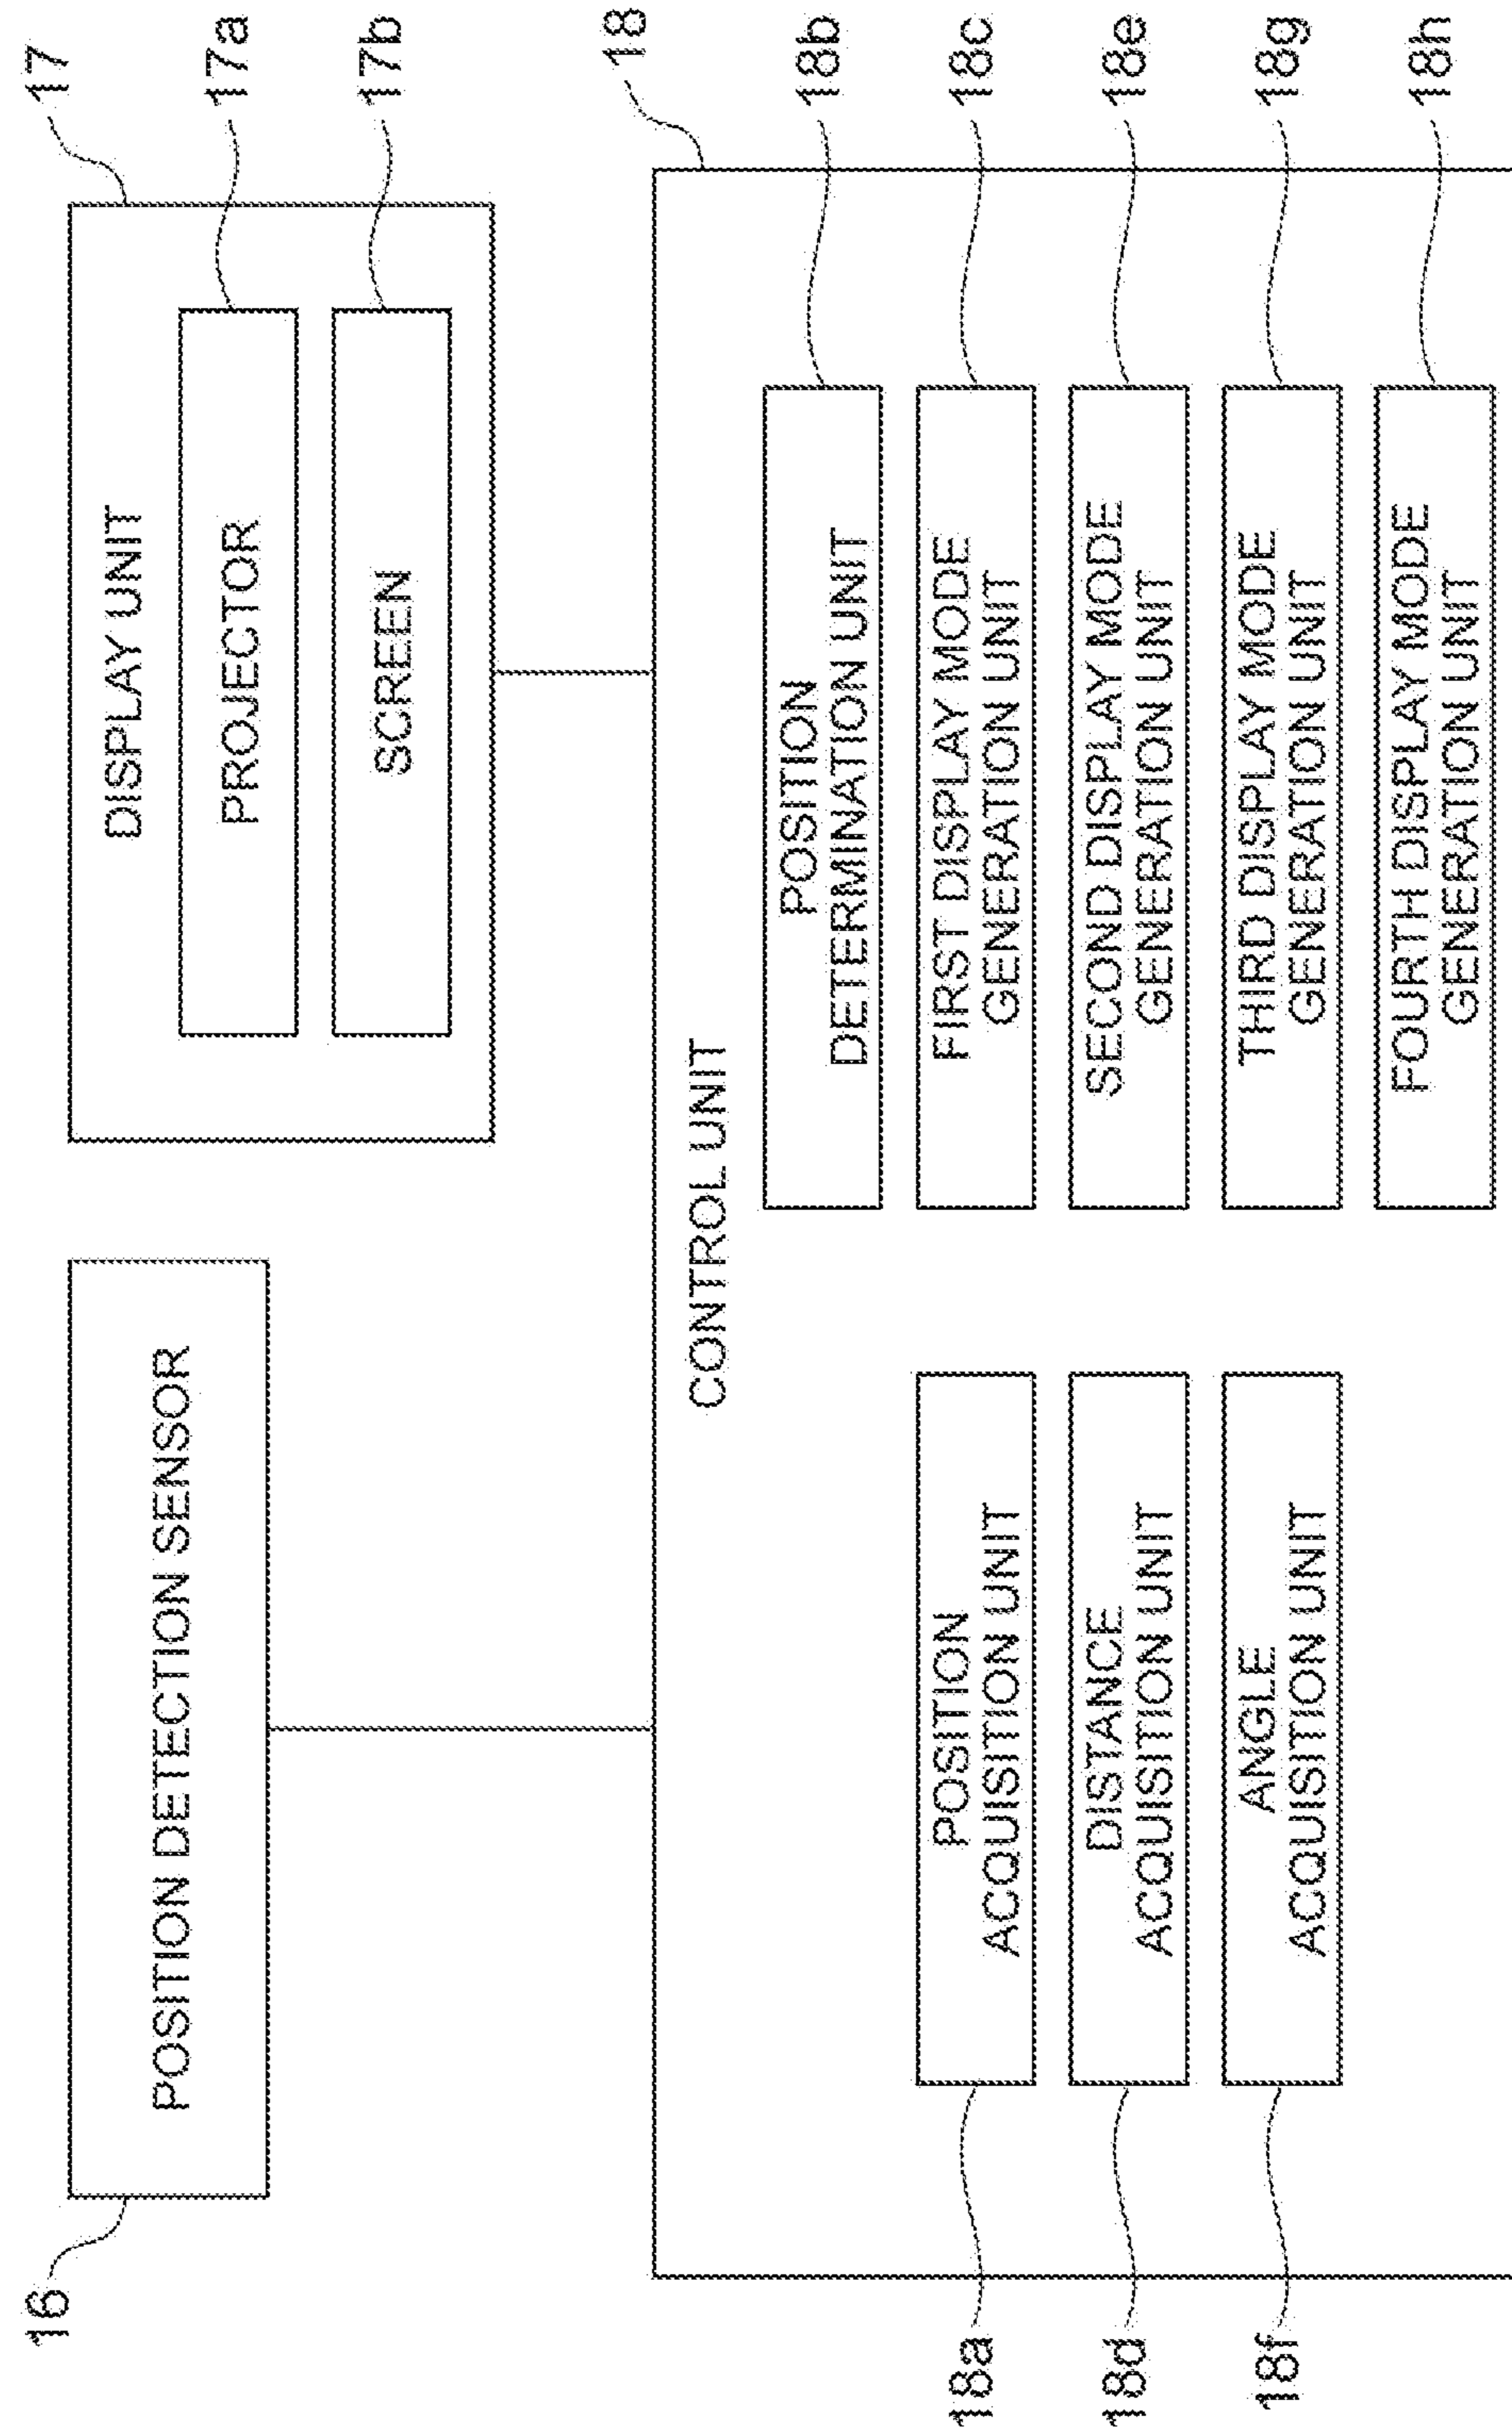 16
POSITION DETECTION SENSOR
17
DISPLAY UNIT
PROJECTOR
17a
SCREEN
17b
18
CONTROL UNIT
POSITION
DETERMINATION UNIT
18b
18a
POSITION
ACQUISITION UNIT
FIRST DISPLAY MODE
GENERATION UNIT
18c
18d
DISTANCE
ACQUISITION UNIT
SECOND DISPLAY MODE
GENERATION UNIT
18e
18f
ANGLE
ACQUISITION UNIT
THIRD DISPLAY MODE
GENERATION UNIT
18g
FOURTH DISPLAY MODE
GENERATION UNIT
18h